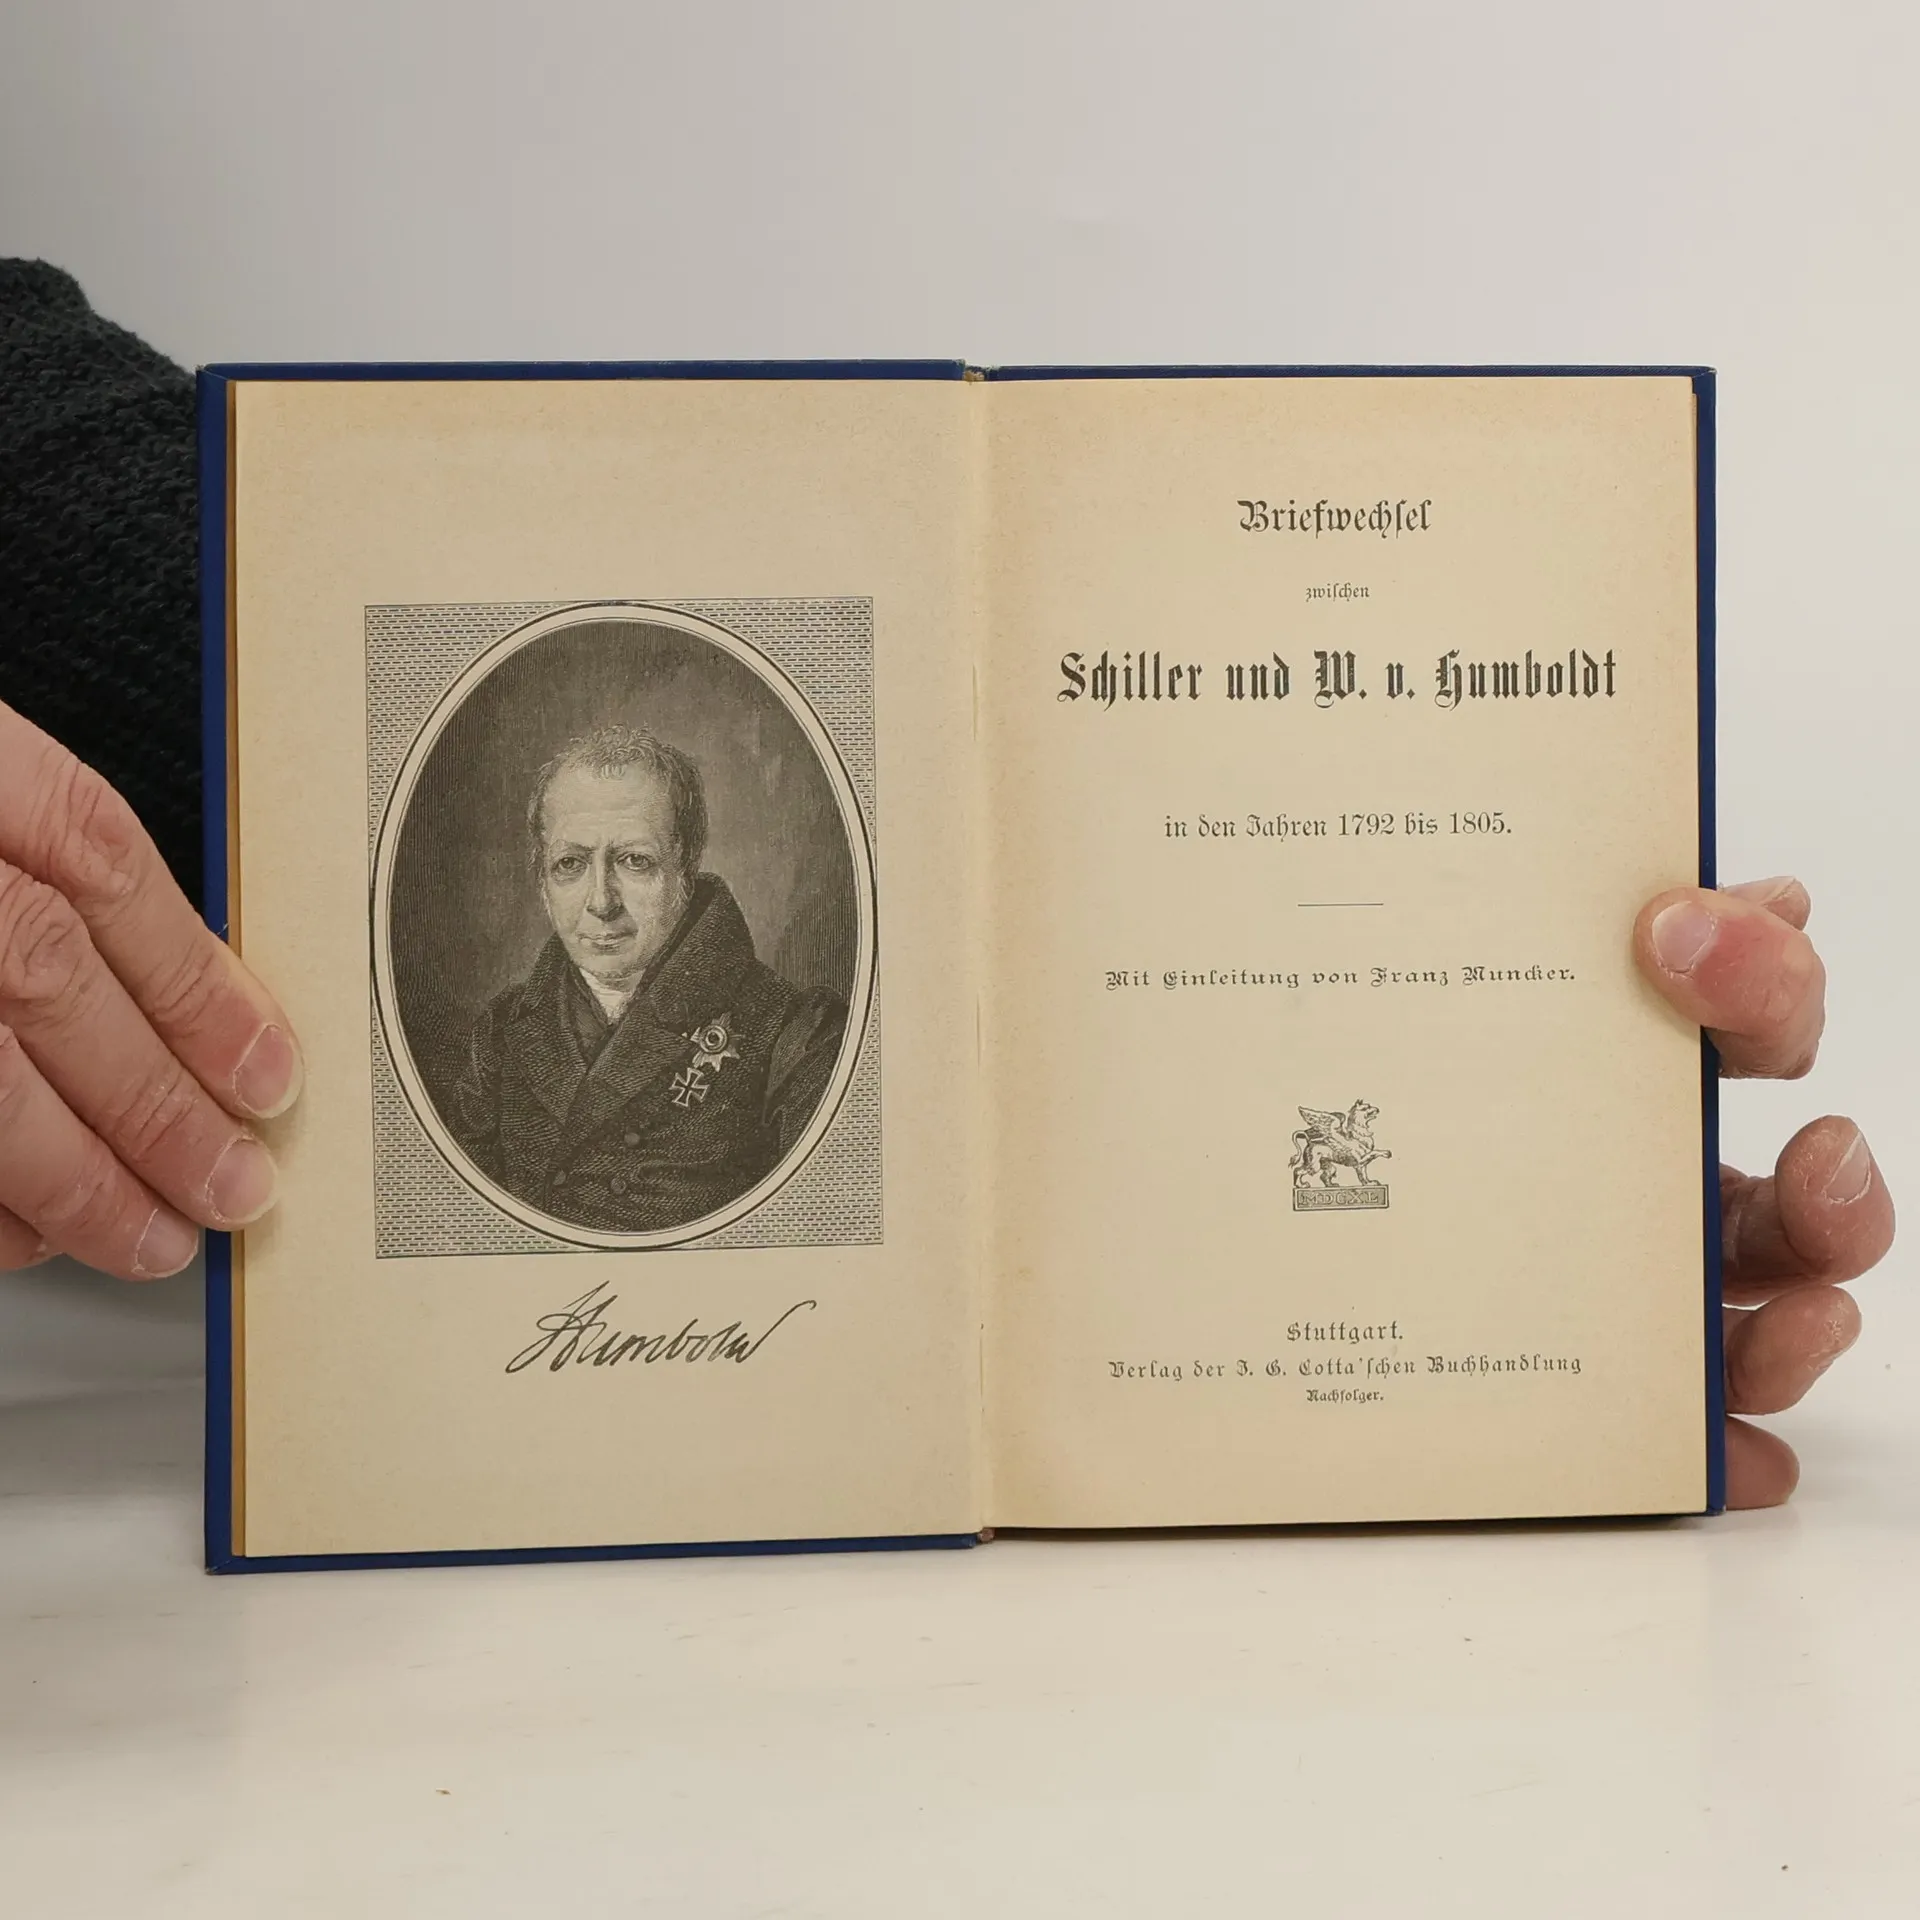 Humboldt
Briefwechsel
zwischen
Schiller und W. v. Humboldt
in den Jahren 1792 bis 1805.
Mit Einleitung von Franz Muncker.
MDCXL
Stuttgart.
Verlag der J. G. Cotta'schen Buchhandlung
Nachfolger.